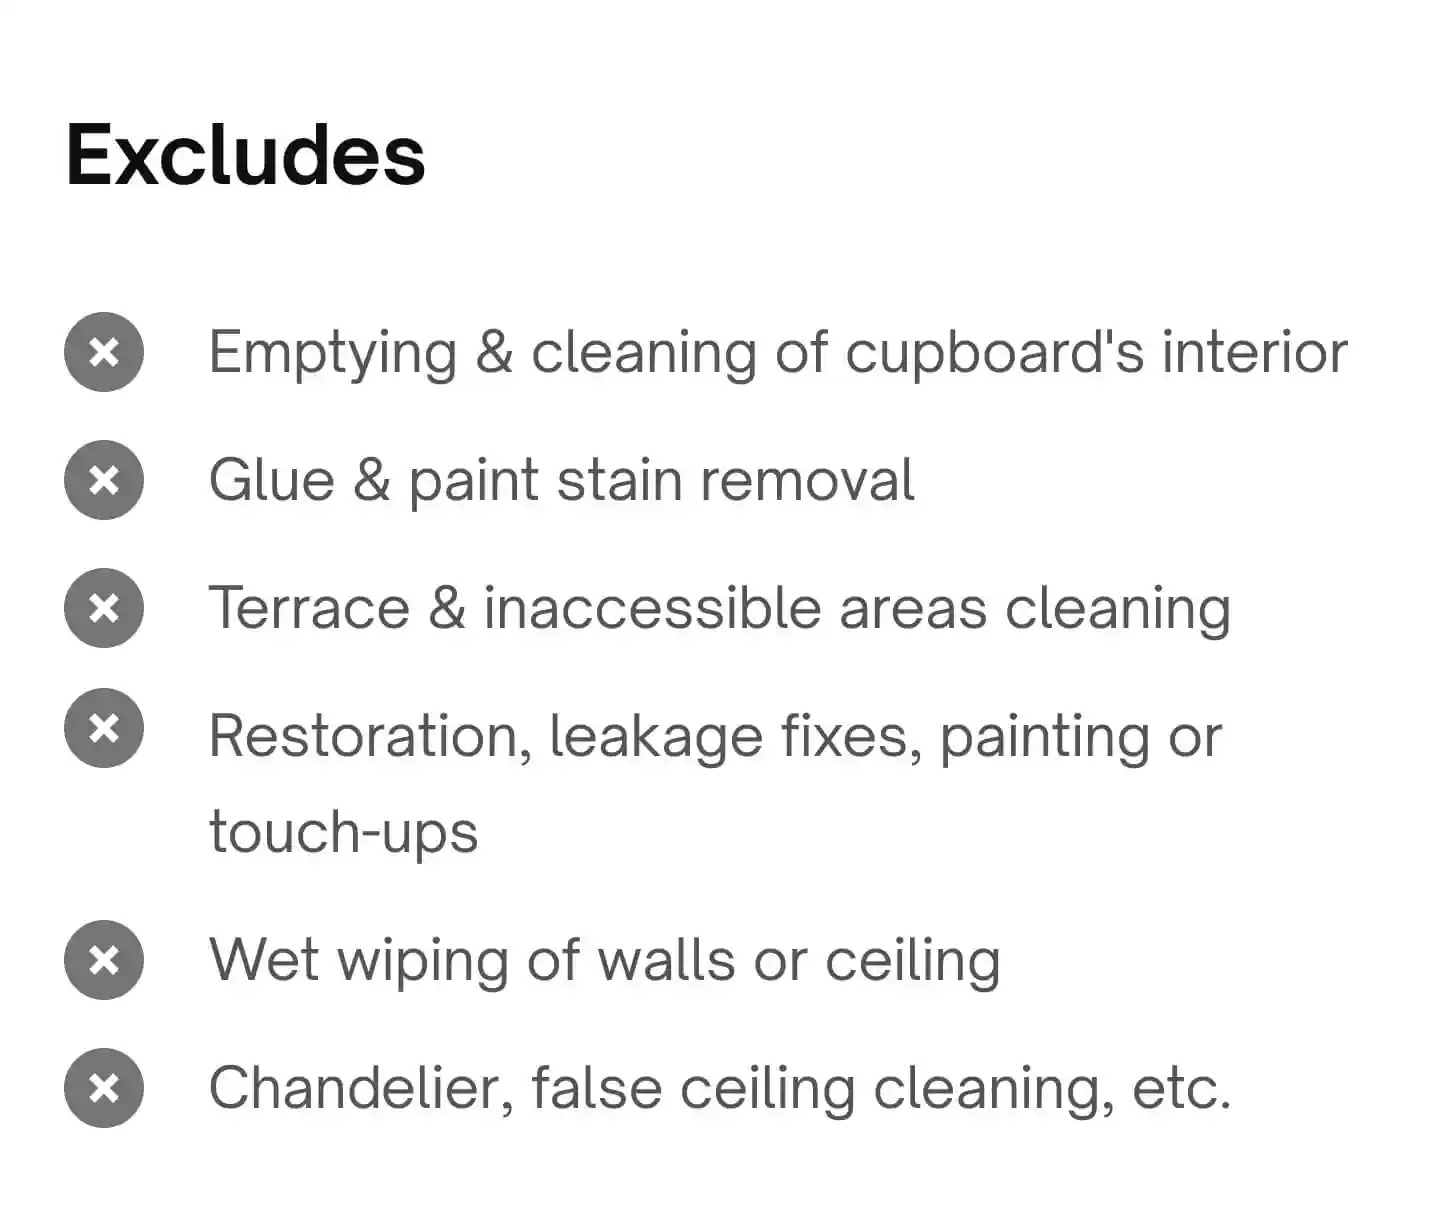 Excludes
Emptying & cleaning of cupboard's interior
Glue & paint stain removal
Terrace & inaccessible areas cleaning
Restoration, leakage fixes, painting or
touch-ups
Wet wiping of walls or ceiling
Chandelier, false ceiling cleaning, etc.